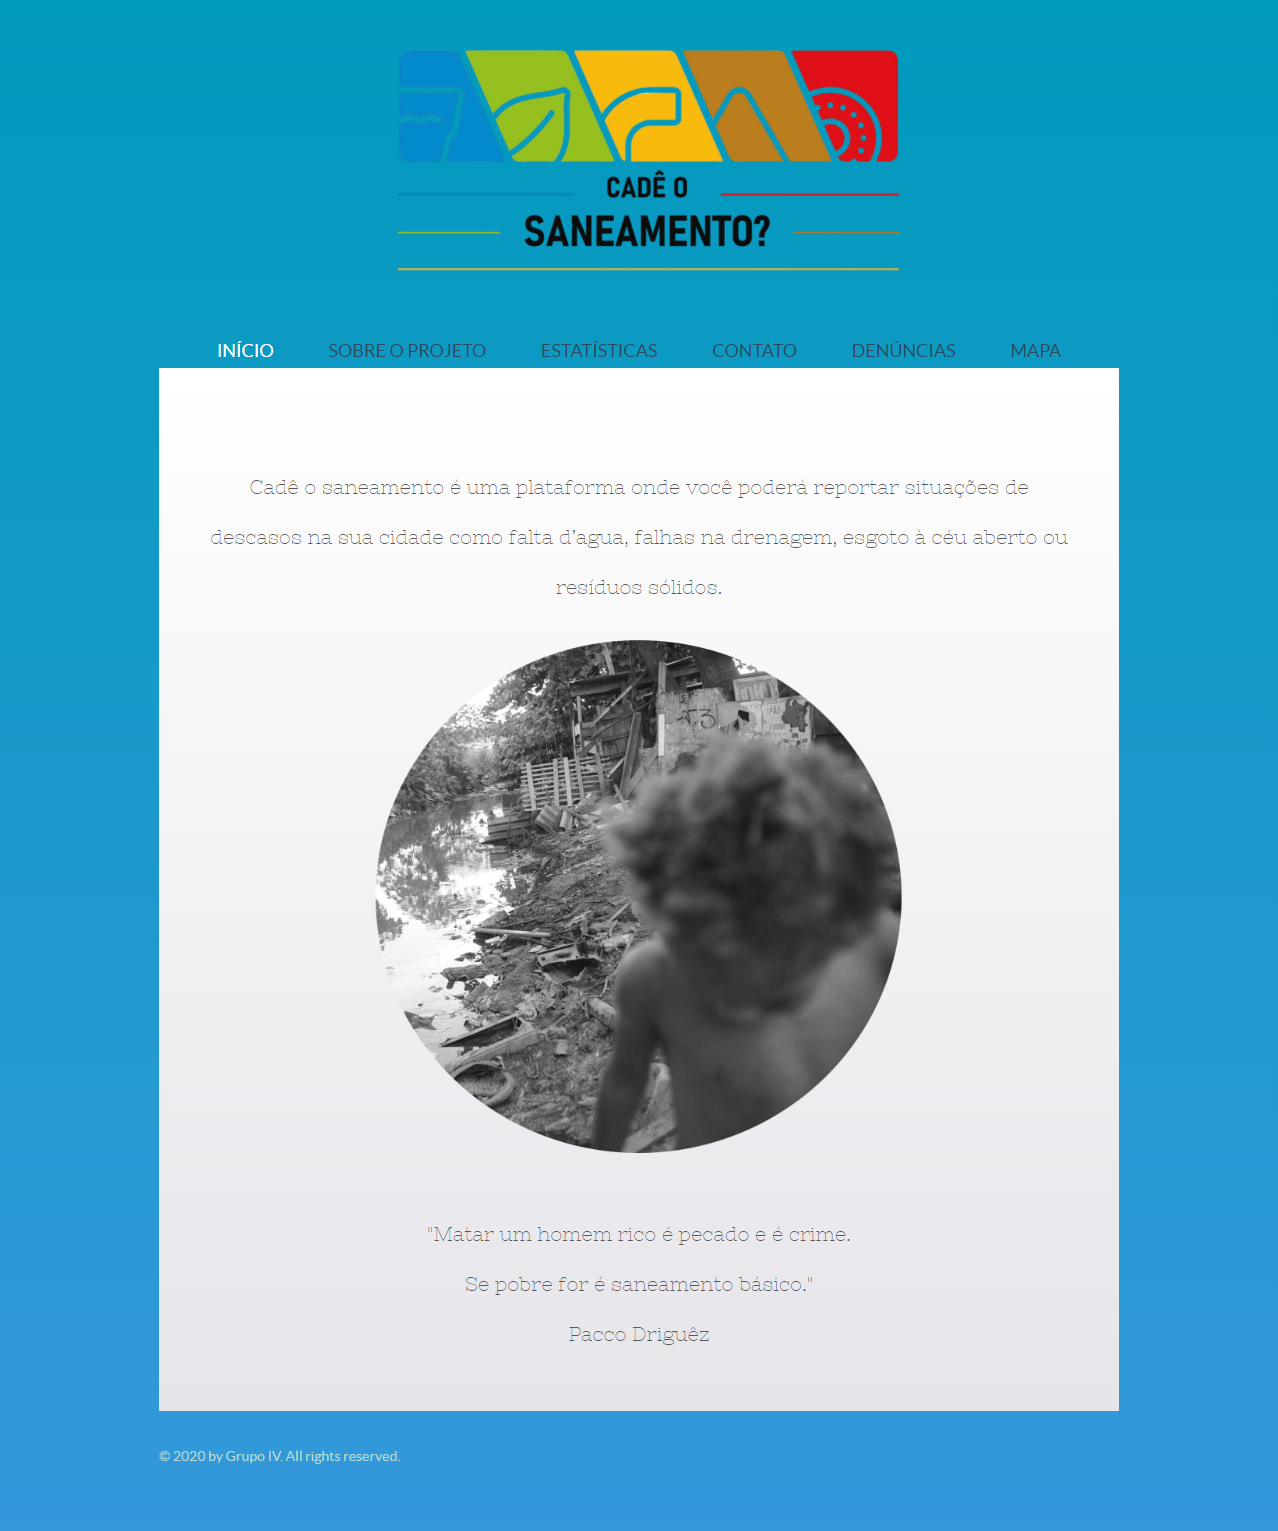 CADÊ O
SANEAMENTO?
INÍCIO SOBRE O PROJETO ESTATÍSTICAS CONTATO DENÚNCIAS MAPA
Cadê o saneamento é uma plataforma onde você poderá reportar situações de
descasos na sua cidade como falta d'agua, falhas na drenagem, esgoto à céu aberto ou
resíduos sólidos.
"Matar um homem rico é pecado e é crime.
Se pobre for é saneamento básico."
Pacco Driguêz
© 2020 by Grupo IV. All rights reserved.